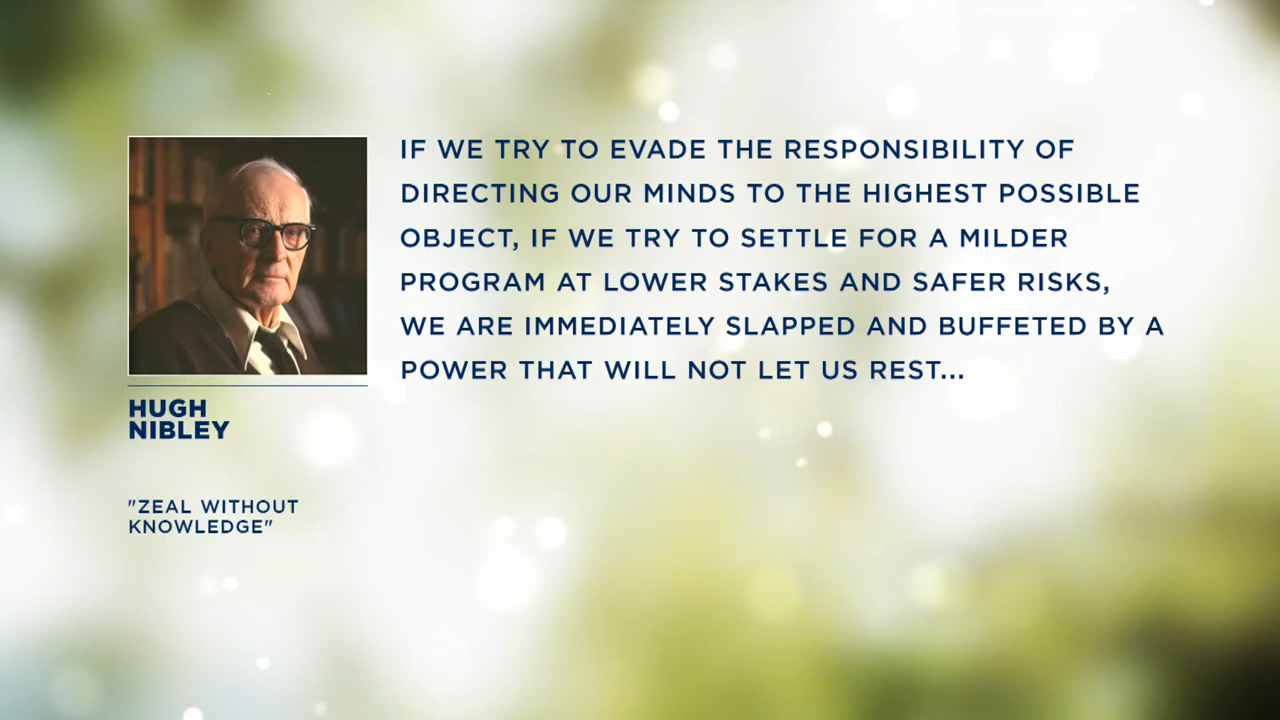 IF WE TRY TO EVADE THE RESPONSIBILITY OF
DIRECTING OUR MINDS TO THE HIGHEST POSSIBLE
OBJECT, IF WE TRY TO SETTLE FOR A MILDER
PROGRAM AT LOWER STAKES AND SAFER RISKS,
WE ARE IMMEDIATELY SLAPPED AND BUFFETED BY A
POWER THAT WILL NOT LET US REST...
HUGH
NIBLEY
"ZEAL WITHOUT
KNOWLEDGE"